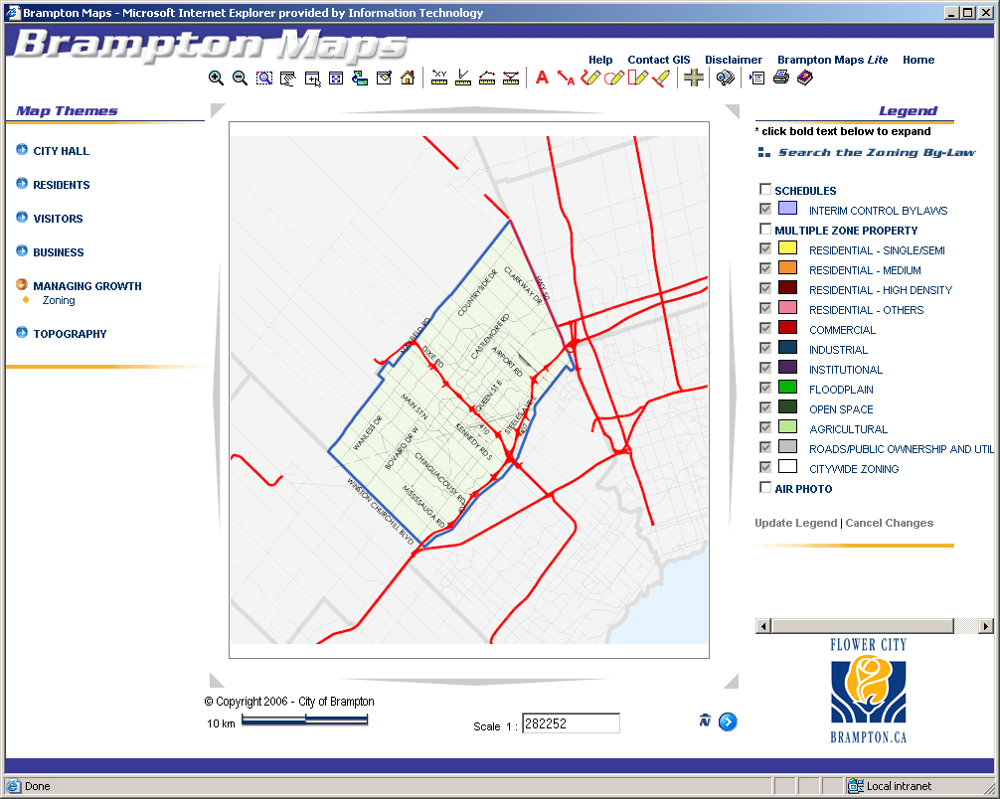 Brampton Maps - Microsoft Internet Explorer provided by Information Technology
Brampton Maps
Help Contact GIS Disclaimer Brampton Maps Lite Home
XY
A A
Map Themes
CITY HALL
RESIDENTS
VISITORS
BUSINESS
MANAGING GROWTH
Zoning
TOPOGRAPHY
HWY 50
CLARKWAY DR
COUNTRYSIDE DR
MAYFIELD RD
CASTLEMORE RD
DIXIE RD
AIRPORT RD
QUEEN ST E
MAIN ST N
STEELES AVE E
407
410
KENNEDY RD S
WANLESS DR
BOVAIRD DR W
CHINGUACOUSY RD
MISSISSAUGA RD
WINSTON CHURCHILL BLVD
© Copyright 2006 - City of Brampton
10 km
Scale 1 : 282252
N
Legend
* click bold text below to expand
Search the Zoning By-Law
SCHEDULES
INTERIM CONTROL BYLAWS
MULTIPLE ZONE PROPERTY
RESIDENTIAL - SINGLE/SEMI
RESIDENTIAL - MEDIUM
RESIDENTIAL - HIGH DENSITY
RESIDENTIAL - OTHERS
COMMERCIAL
INDUSTRIAL
INSTITUTIONAL
FLOODPLAIN
OPEN SPACE
AGRICULTURAL
ROADS/PUBLIC OWNERSHIP AND UTIL
CITYWIDE ZONING
AIR PHOTO
Update Legend | Cancel Changes
FLOWER CITY
BRAMPTON.CA
Done
Local intranet